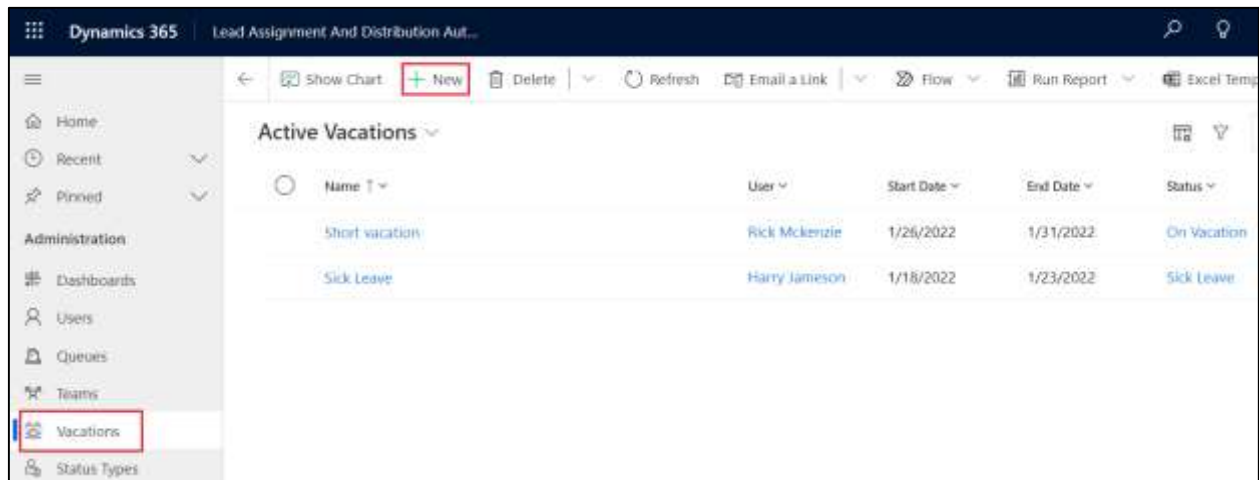 Dynamics 365 Lead Assignment And Distribution Aut...
Show Chart New Delete Refresh Email a Link Flow Run Report Excel Temp
Home
Recent
Pinned
Administration
Dashboards
Users
Queues
Teams
Vacations
Status Types
Active Vacations
Name User Start Date End Date Status
Short vacation Rick Mckenzie 1/26/2022 1/31/2022 On Vacation
Sick Leave Harry Jameson 1/18/2022 1/23/2022 Sick Leave